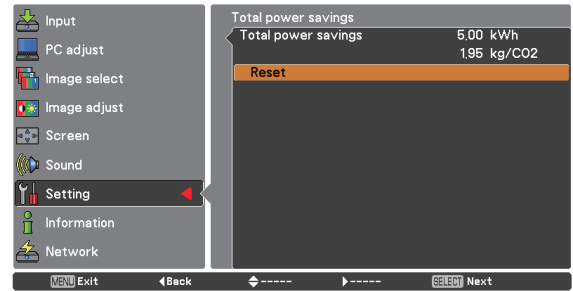 Input
PC adjust
Image select
Image adjust
Screen
Sound
Setting
Information
Network
Total power savings
Total power savings 5.00 kWh
1.95 kg/CO2
Reset
MENU Exit ◀Back ----- ----- SELECT Next